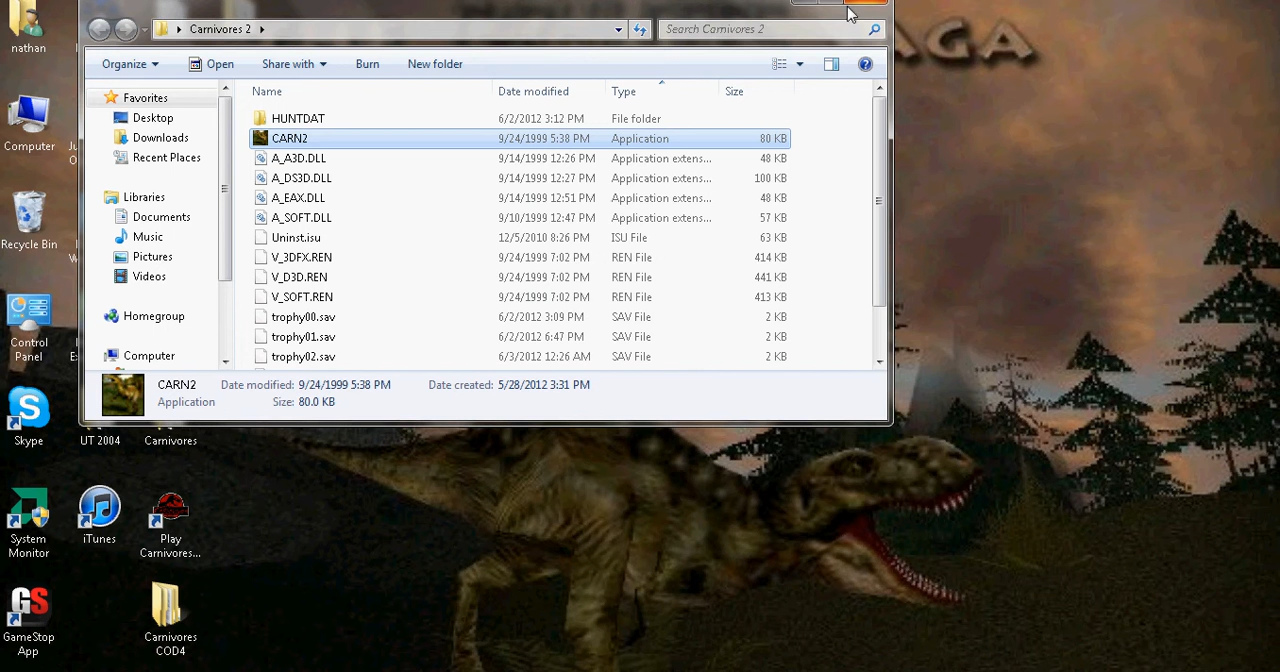 Carnivores 2
Search Carnivores 2
AGA
Organize
Open
Share with
Burn
New folder
Favorites
Desktop
Downloads
Recent Places
Libraries
Documents
Music
Pictures
Videos
Homegroup
Computer
Name Date modified Type Size
HUNTDAT 6/2/2012 3:12 PM File folder
CARN2 9/24/1999 5:38 PM Application 80 KB
A_A3D.DLL 9/14/1999 12:26 PM Application extens... 48 KB
A_DS3D.DLL 9/14/1999 12:27 PM Application extens... 100 KB
A_EAX.DLL 9/14/1999 12:51 PM Application extens... 48 KB
A_SOFT.DLL 9/10/1999 12:47 PM Application extens... 57 KB
Uninst.isu 12/5/2010 8:26 PM ISU File 63 KB
V_3DFX.REN 9/24/1999 7:02 PM REN File 414 KB
V_D3D.REN 9/24/1999 7:02 PM REN File 441 KB
V_SOFT.REN 9/24/1999 7:02 PM REN File 413 KB
trophy00.sav 6/2/2012 3:09 PM SAV File 2 KB
trophy01.sav 6/2/2012 6:47 PM SAV File 2 KB
trophy02.sav 6/3/2012 12:26 AM SAV File 2 KB
CARN2 Date modified: 9/24/1999 5:38 PM Date created: 5/28/2012 3:31 PM
Application Size: 80.0 KB
nathan
Computer
Recycle Bin
Control
Panel
Skype
UT 2004
Carnivores
System
Monitor
iTunes
Play
Carnivores...
GS
GameStop
App
Carnivores
COD4